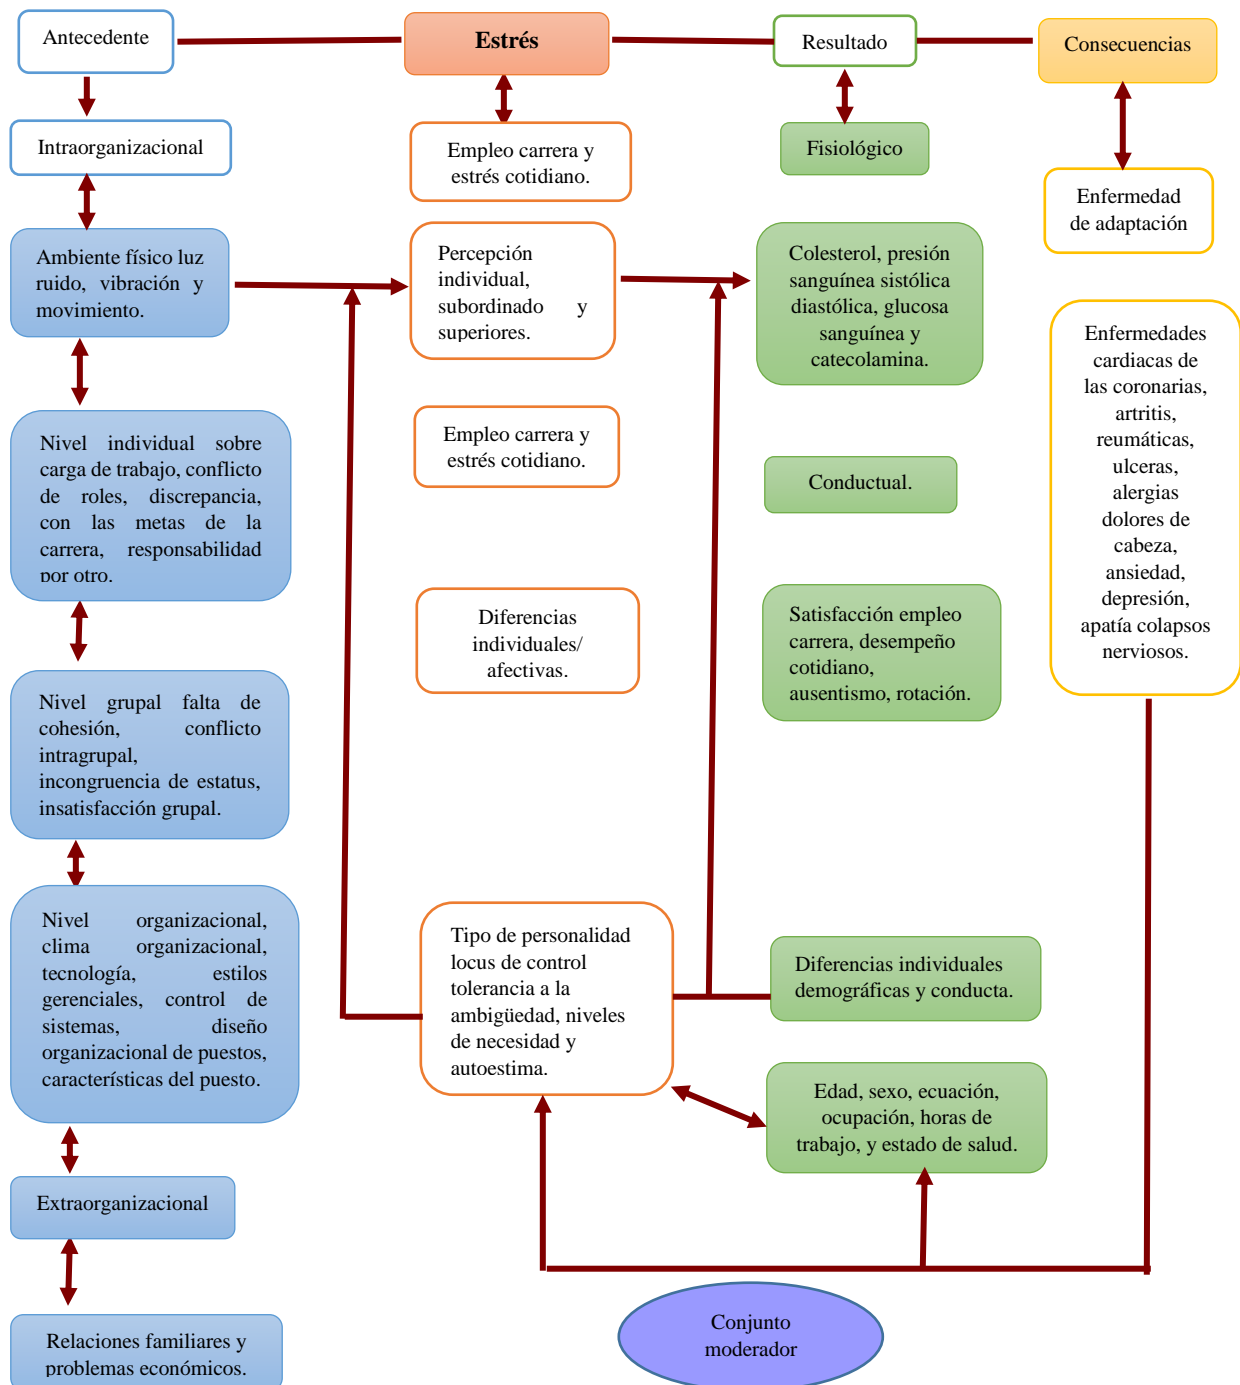 Antecedente
Estrés
Resultado
Consecuencias
Intraorganizacional
Empleo carrera y
estrés cotidiano.
Fisiológico
Enfermedad
de adaptación
Ambiente físico luz
ruido, vibración y
movimiento.
Percepción
individual,
subordinado y
superiores.
Colesterol, presión
sanguínea sistólica
diastólica, glucosa
sanguínea y
catecolamina.
Enfermedades
cardiacas de
las coronarias,
artritis,
reumáticas,
ulceras,
alergias
dolores de
cabeza,
ansiedad,
depresión,
apatía colapsos
nerviosos.
Nivel individual sobre
carga de trabajo, conflicto
de roles, discrepancia,
con las metas de la
carrera, responsabilidad
por otro.
Empleo carrera y
estrés cotidiano.
Conductual.
Diferencias
individuales/
afectivas.
Satisfacción empleo
carrera, desempeño
cotidiano,
ausentismo, rotación.
Nivel grupal falta de
cohesión, conflicto
intragrupal,
incongruencia de estatus,
insatisfacción grupal.
Nivel organizacional,
clima organizacional,
tecnología, estilos
gerenciales, control de
sistemas, diseño
organizacional de puestos,
características del puesto.
Tipo de personalidad
locus de control
tolerancia a la
ambigüedad, niveles
de necesidad y
autoestima.
Diferencias individuales
demográficas y conducta.
Edad, sexo, ecuación,
ocupación, horas de
trabajo, y estado de salud.
Extraorganizacional
Relaciones familiares y
problemas económicos.
Conjunto
moderador